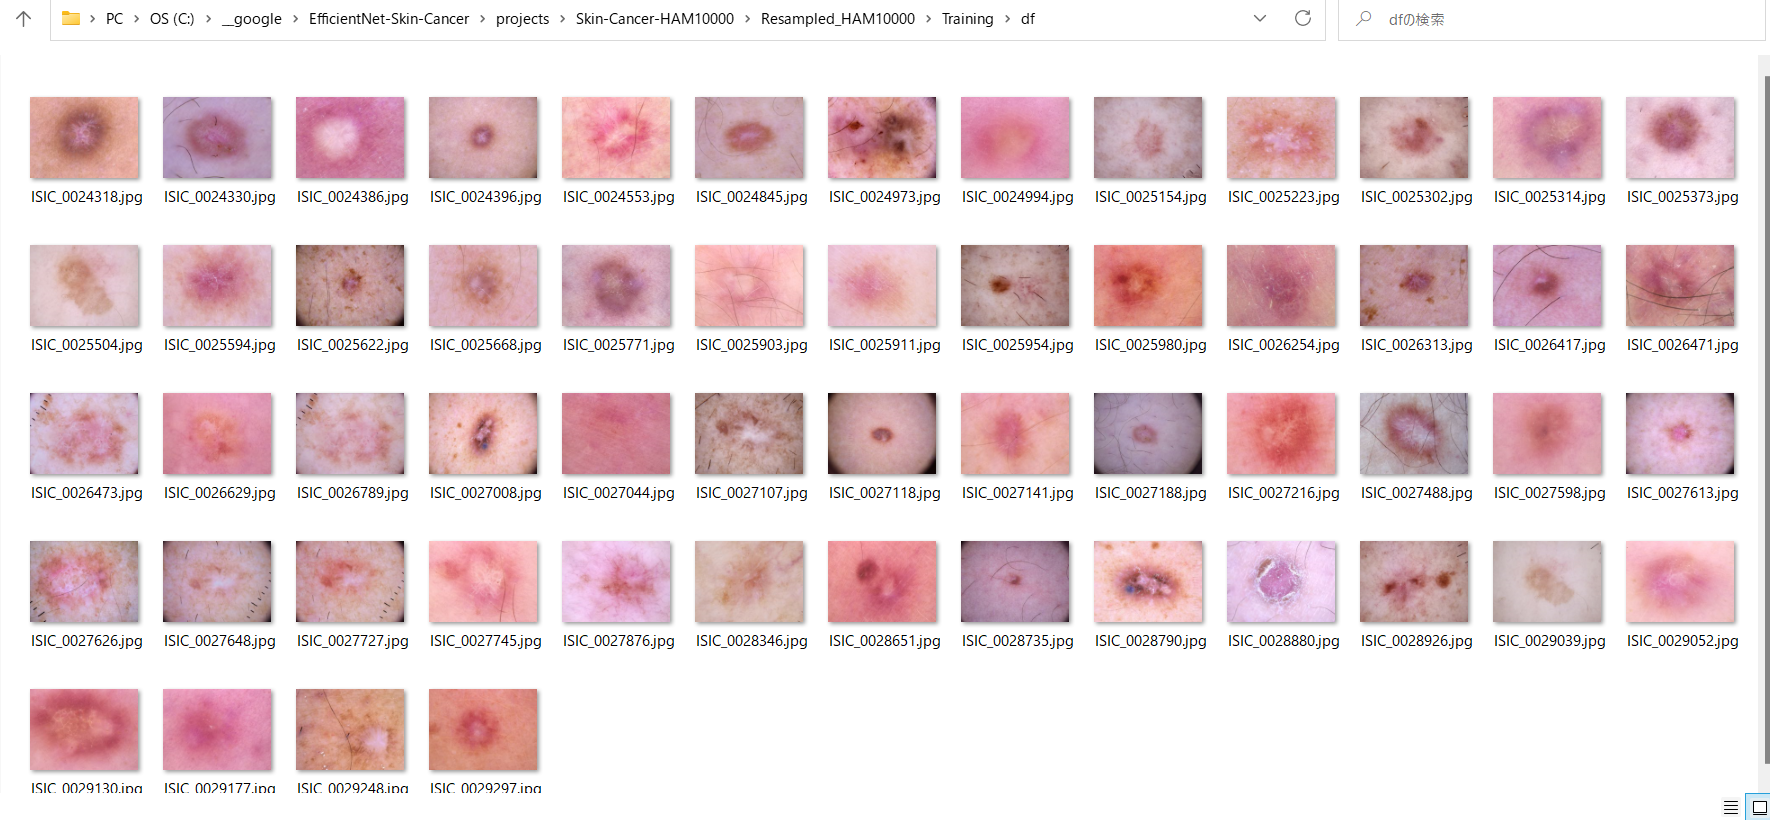 PC > OS (C:) > __google > EfficientNet-Skin-Cancer > projects > Skin-Cancer-HAM10000 > Resampled_HAM10000 > Training > df
dfの検索
ISIC_0024318.jpg ISIC_0024330.jpg ISIC_0024386.jpg ISIC_0024396.jpg ISIC_0024553.jpg ISIC_0024845.jpg ISIC_0024973.jpg ISIC_0024994.jpg ISIC_0025154.jpg ISIC_0025223.jpg ISIC_0025302.jpg ISIC_0025314.jpg ISIC_0025373.jpg
ISIC_0025504.jpg ISIC_0025594.jpg ISIC_0025622.jpg ISIC_0025668.jpg ISIC_0025771.jpg ISIC_0025903.jpg ISIC_0025911.jpg ISIC_0025954.jpg ISIC_0025980.jpg ISIC_0026254.jpg ISIC_0026313.jpg ISIC_0026417.jpg ISIC_0026471.jpg
ISIC_0026473.jpg ISIC_0026629.jpg ISIC_0026789.jpg ISIC_0027008.jpg ISIC_0027044.jpg ISIC_0027107.jpg ISIC_0027118.jpg ISIC_0027141.jpg ISIC_0027188.jpg ISIC_0027216.jpg ISIC_0027488.jpg ISIC_0027598.jpg ISIC_0027613.jpg
ISIC_0027626.jpg ISIC_0027648.jpg ISIC_0027727.jpg ISIC_0027745.jpg ISIC_0027876.jpg ISIC_0028346.jpg ISIC_0028651.jpg ISIC_0028735.jpg ISIC_0028790.jpg ISIC_0028880.jpg ISIC_0028926.jpg ISIC_0029039.jpg ISIC_0029052.jpg
ISIC_0029130.jpg ISIC_0029177.jpg ISIC_0029248.jpg ISIC_0029297.jpg